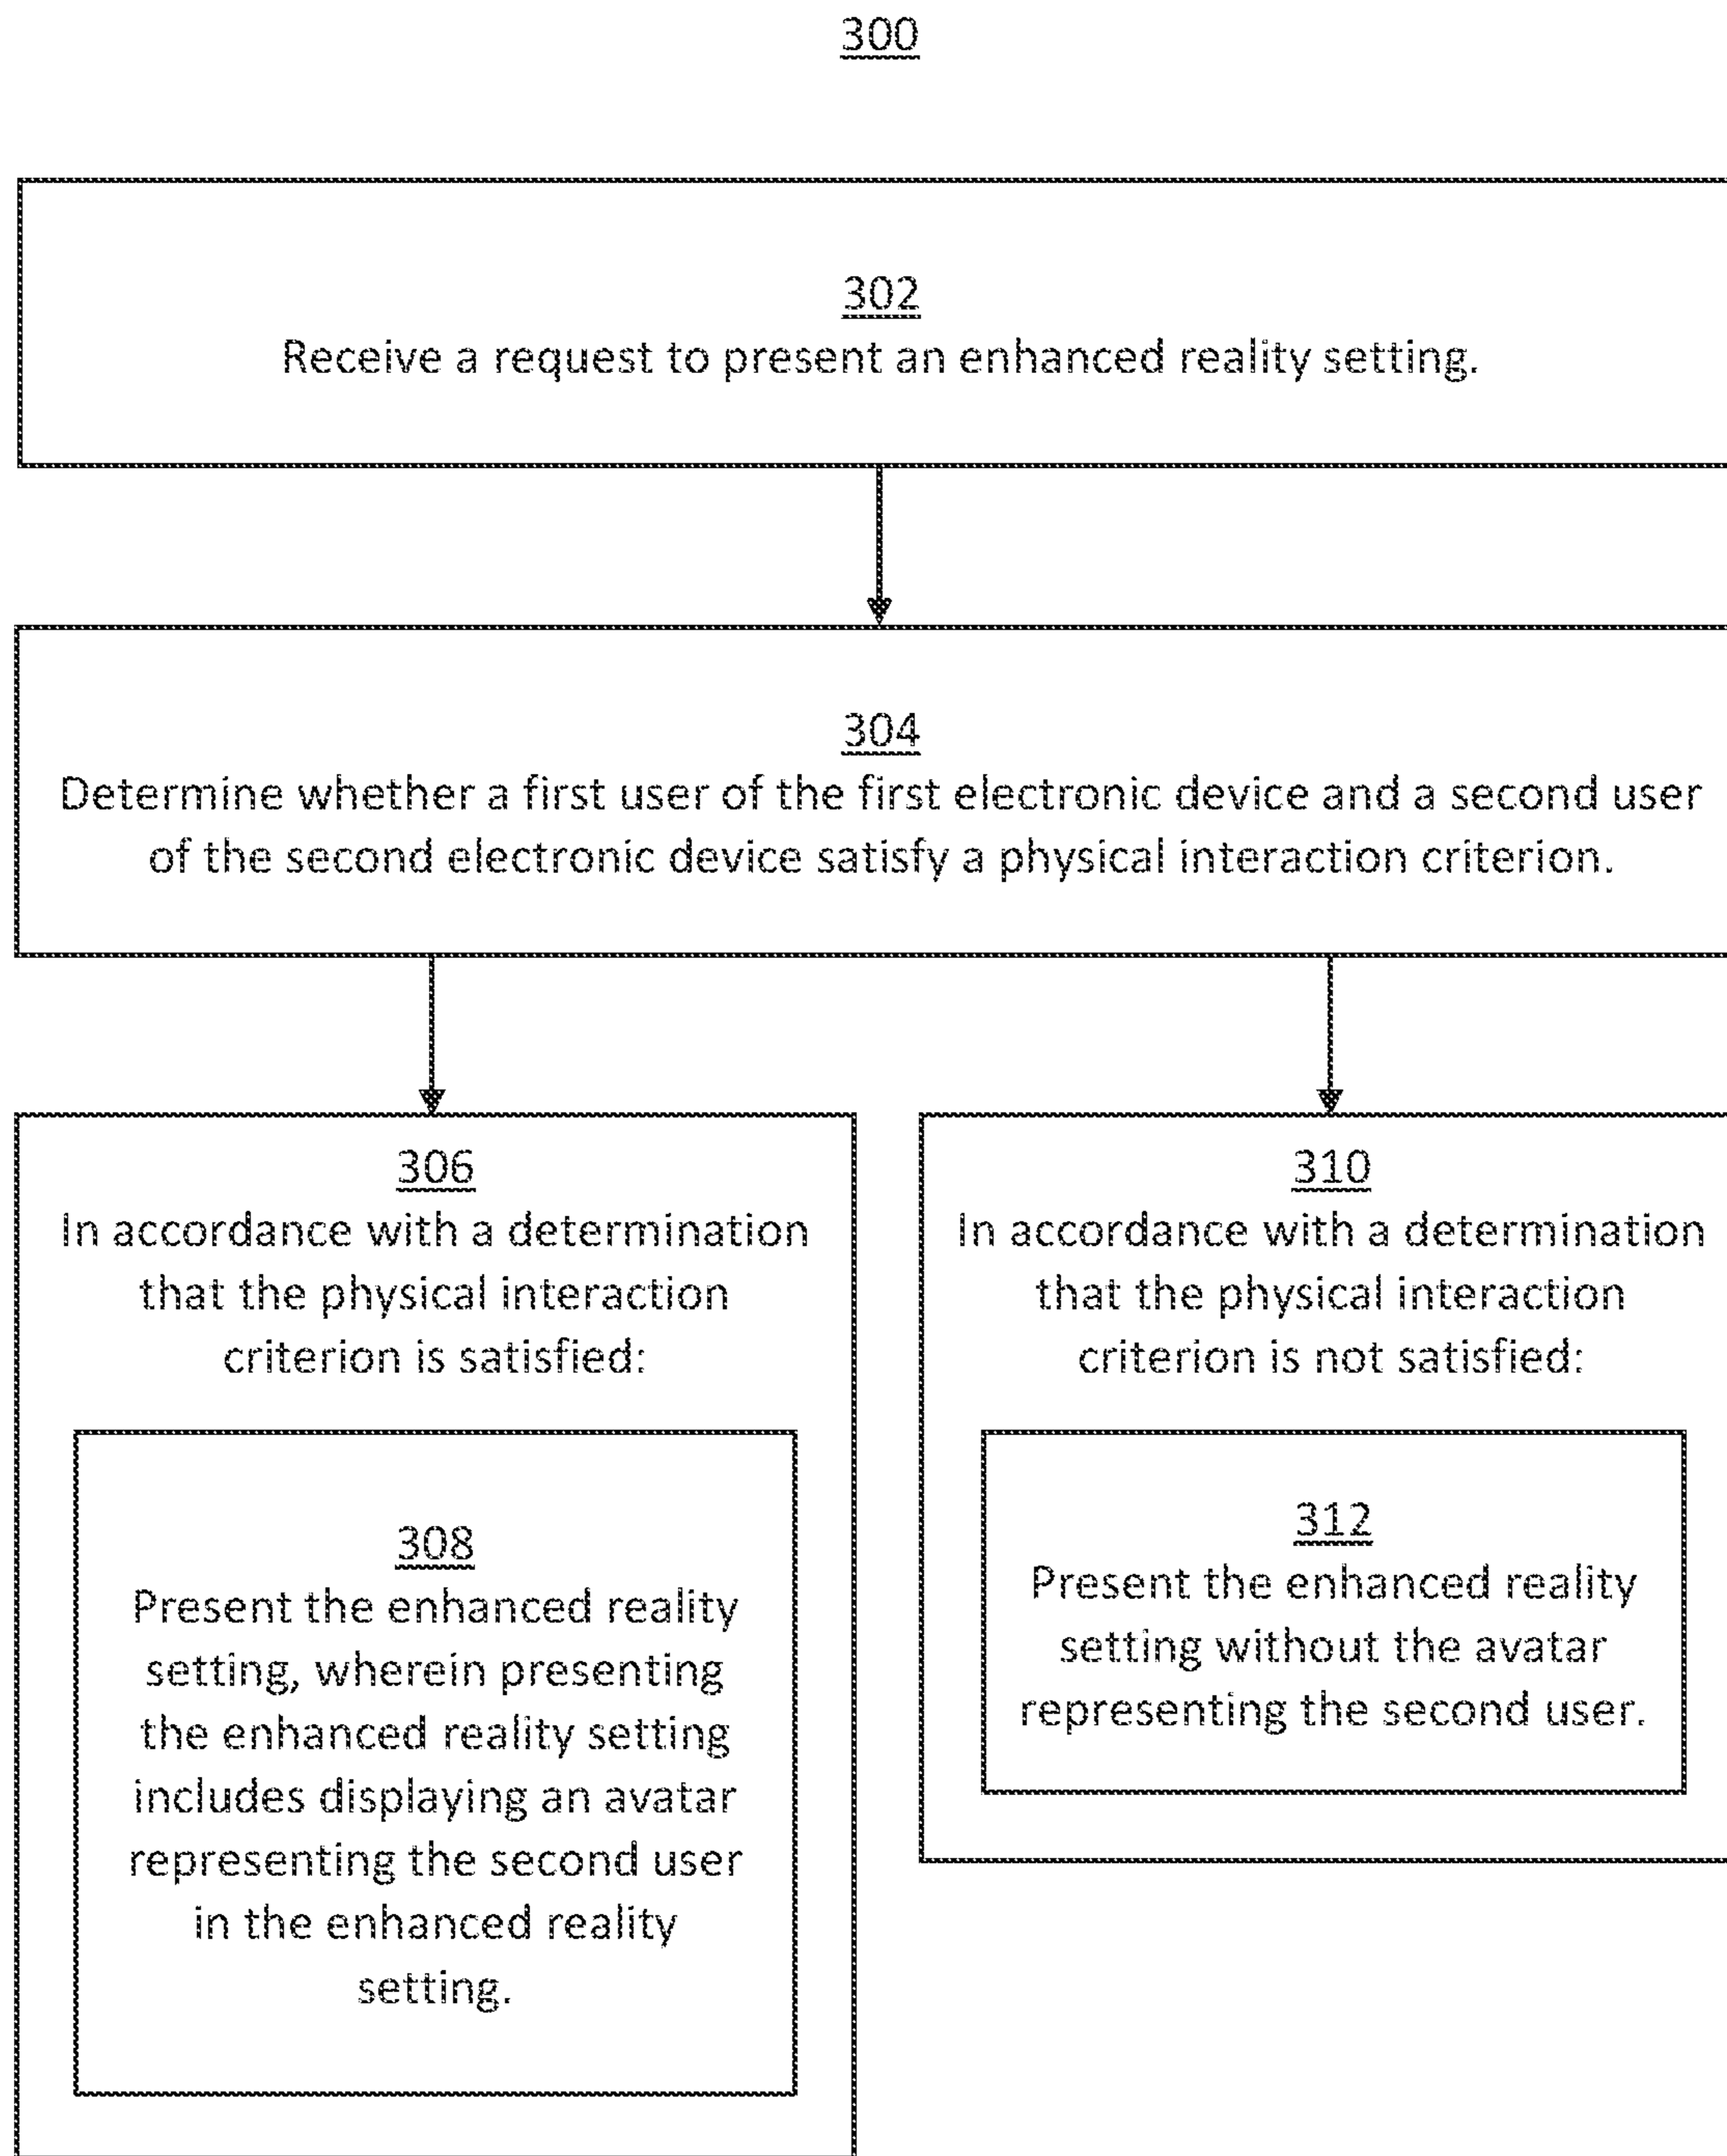 300
302
Receive a request to present an enhanced reality setting.
304
Determine whether a first user of the first electronic device and a second user
of the second electronic device satisfy a physical interaction criterion.
306
In accordance with a determination
that the physical interaction
criterion is satisfied:
308
Present the enhanced reality
setting, wherein presenting
the enhanced reality setting
includes displaying an avatar
representing the second user
in the enhanced reality
setting.
310
In accordance with a determination
that the physical interaction
criterion is not satisfied:
312
Present the enhanced reality
setting without the avatar
representing the second user.